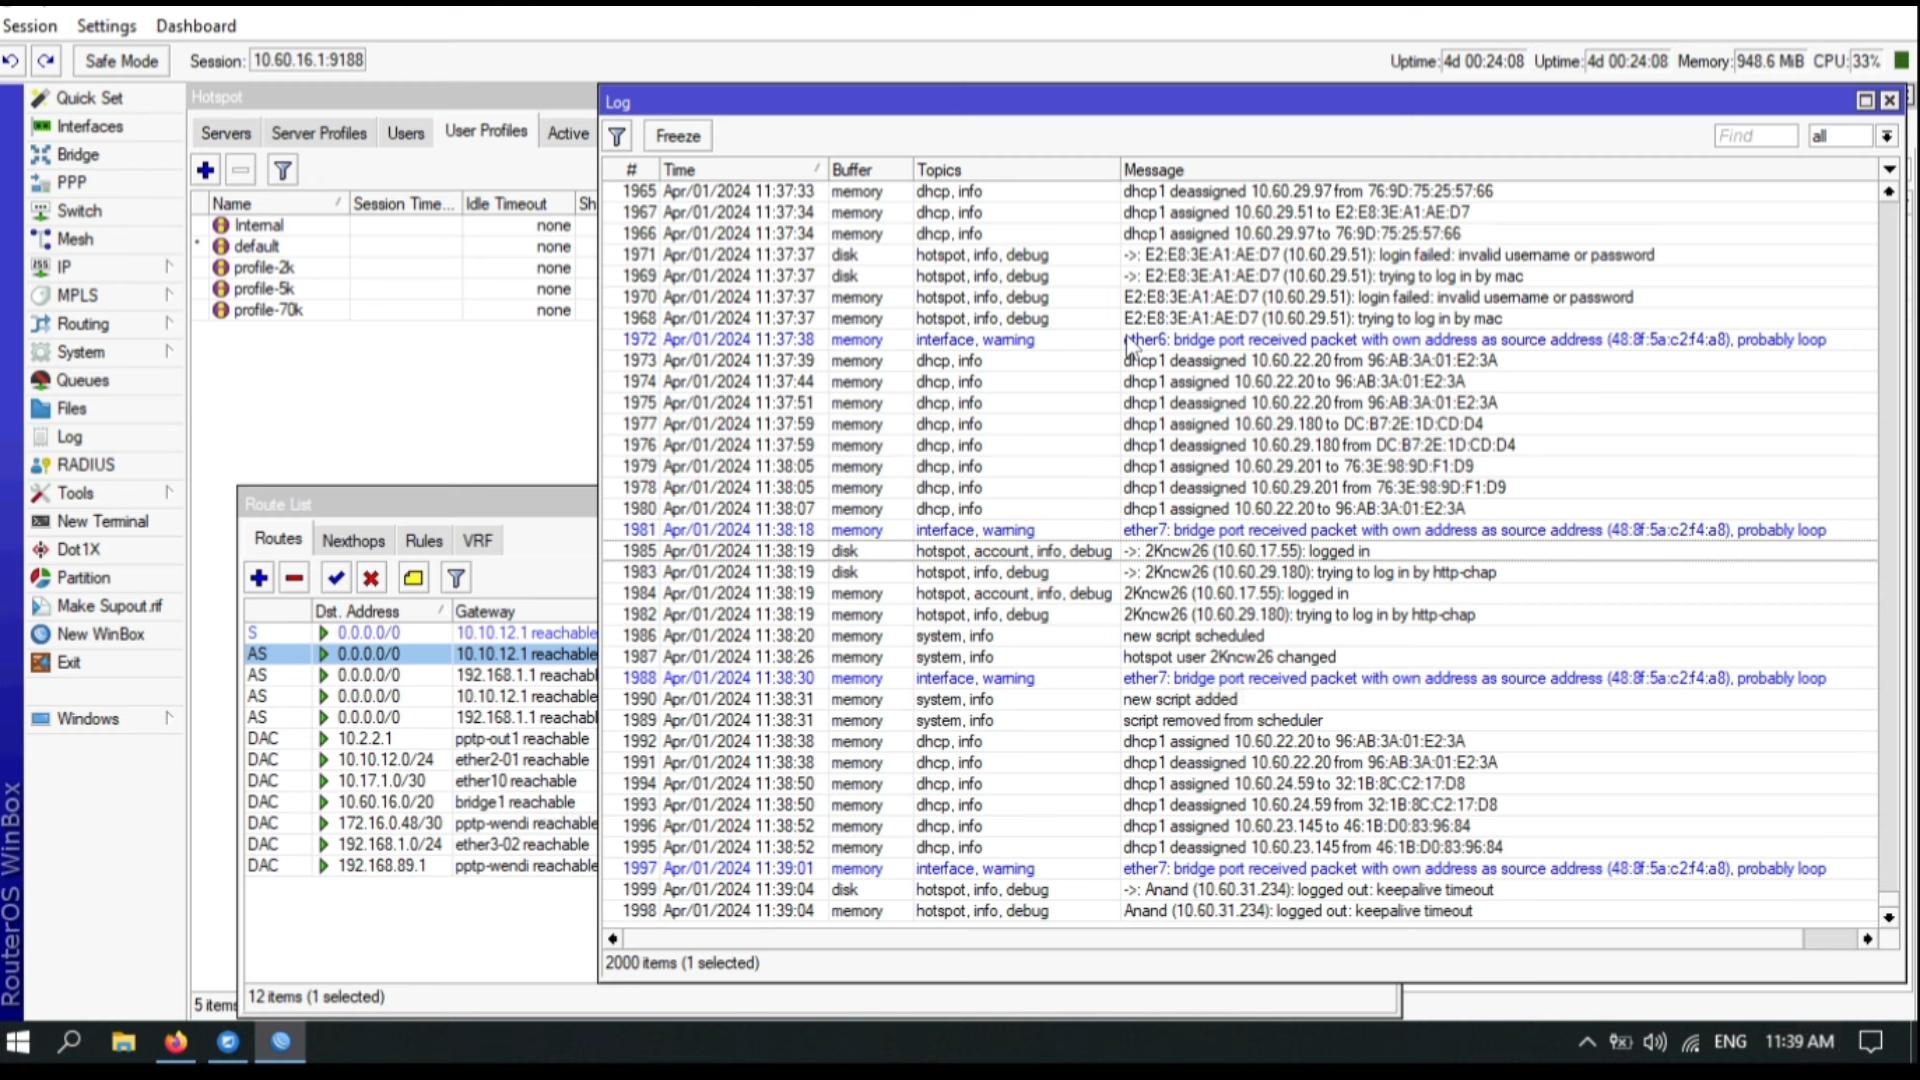 Session Settings Dashboard
Safe Mode Session: 10.60.16.1:9188 Uptime: 4d 00:24:08 Uptime: 4d 00:24:08 Memory: 948.6 MiB CPU: 33%
Quick Set
Interfaces
Bridge
PPP
Switch
Mesh
IP
MPLS
Routing
System
Queues
Files
Log
RADIUS
Tools
New Terminal
Dot1X
Partition
Make Supout.rif
New WinBox
Exit
Windows
RouterOS WinBox
Hotspot
Servers Server Profiles Users User Profiles Active
Name Session Time... Idle Timeout Sh
Internal none
* default none
profile-2k none
profile-5k none
profile-70k none
5 items
Route List
Routes Nexthops Rules VRF
Dst. Address Gateway
S 0.0.0.0/0 10.10.12.1 reachable
AS 0.0.0.0/0 10.10.12.1 reachable
AS 0.0.0.0/0 192.168.1.1 reachabl
AS 0.0.0.0/0 10.10.12.1 reachable
AS 0.0.0.0/0 192.168.1.1 reachabl
DAC 10.2.2.1 pptp-out1 reachable
DAC 10.10.12.0/24 ether2-01 reachable
DAC 10.17.1.0/30 ether10 reachable
DAC 10.60.16.0/20 bridge1 reachable
DAC 172.16.0.48/30 pptp-wendi reachable
DAC 192.168.1.0/24 ether3-02 reachable
DAC 192.168.89.1 pptp-wendi reachable
12 items (1 selected)
Log
Freeze Find all
# Time Buffer Topics Message
1965 Apr/01/2024 11:37:33 memory dhcp, info dhcp1 deassigned 10.60.29.97 from 76:9D:75:25:57:66
1967 Apr/01/2024 11:37:34 memory dhcp, info dhcp1 assigned 10.60.29.51 to E2:E8:3E:A1:AE:D7
1966 Apr/01/2024 11:37:34 memory dhcp, info dhcp1 assigned 10.60.29.97 to 76:9D:75:25:57:66
1971 Apr/01/2024 11:37:37 disk hotspot, info, debug ->: E2:E8:3E:A1:AE:D7 (10.60.29.51): login failed: invalid username or password
1969 Apr/01/2024 11:37:37 disk hotspot, info, debug ->: E2:E8:3E:A1:AE:D7 (10.60.29.51): trying to log in by mac
1970 Apr/01/2024 11:37:37 memory hotspot, info, debug E2:E8:3E:A1:AE:D7 (10.60.29.51): login failed: invalid username or password
1968 Apr/01/2024 11:37:37 memory hotspot, info, debug E2:E8:3E:A1:AE:D7 (10.60.29.51): trying to log in by mac
1972 Apr/01/2024 11:37:38 memory interface, warning ether6: bridge port received packet with own address as source address (48:8f:5a:c2:f4:a8), probably loop
1973 Apr/01/2024 11:37:39 memory dhcp, info dhcp1 deassigned 10.60.22.20 from 96:AB:3A:01:E2:3A
1974 Apr/01/2024 11:37:44 memory dhcp, info dhcp1 assigned 10.60.22.20 to 96:AB:3A:01:E2:3A
1975 Apr/01/2024 11:37:51 memory dhcp, info dhcp1 deassigned 10.60.22.20 from 96:AB:3A:01:E2:3A
1977 Apr/01/2024 11:37:59 memory dhcp, info dhcp1 assigned 10.60.29.180 to DC:B7:2E:1D:CD:D4
1976 Apr/01/2024 11:37:59 memory dhcp, info dhcp1 deassigned 10.60.29.180 from DC:B7:2E:1D:CD:D4
1979 Apr/01/2024 11:38:05 memory dhcp, info dhcp1 assigned 10.60.29.201 to 76:3E:98:9D:F1:D9
1978 Apr/01/2024 11:38:05 memory dhcp, info dhcp1 deassigned 10.60.29.201 from 76:3E:98:9D:F1:D9
1980 Apr/01/2024 11:38:07 memory dhcp, info dhcp1 assigned 10.60.22.20 to 96:AB:3A:01:E2:3A
1981 Apr/01/2024 11:38:18 memory interface, warning ether7: bridge port received packet with own address as source address (48:8f:5a:c2:f4:a8), probably loop
1985 Apr/01/2024 11:38:19 disk hotspot, account, info, debug ->: 2Kncw26 (10.60.17.55): logged in
1983 Apr/01/2024 11:38:19 disk hotspot, info, debug ->: 2Kncw26 (10.60.29.180): trying to log in by http-chap
1984 Apr/01/2024 11:38:19 memory hotspot, account, info, debug 2Kncw26 (10.60.17.55): logged in
1982 Apr/01/2024 11:38:19 memory hotspot, info, debug 2Kncw26 (10.60.29.180): trying to log in by http-chap
1986 Apr/01/2024 11:38:20 memory system, info new script scheduled
1987 Apr/01/2024 11:38:26 memory system, info hotspot user 2Kncw26 changed
1988 Apr/01/2024 11:38:30 memory interface, warning ether7: bridge port received packet with own address as source address (48:8f:5a:c2:f4:a8), probably loop
1990 Apr/01/2024 11:38:31 memory system, info new script added
1989 Apr/01/2024 11:38:31 memory system, info script removed from scheduler
1992 Apr/01/2024 11:38:38 memory dhcp, info dhcp1 assigned 10.60.22.20 to 96:AB:3A:01:E2:3A
1991 Apr/01/2024 11:38:38 memory dhcp, info dhcp1 deassigned 10.60.22.20 from 96:AB:3A:01:E2:3A
1994 Apr/01/2024 11:38:50 memory dhcp, info dhcp1 assigned 10.60.24.59 to 32:1B:8C:C2:17:D8
1993 Apr/01/2024 11:38:50 memory dhcp, info dhcp1 deassigned 10.60.24.59 from 32:1B:8C:C2:17:D8
1996 Apr/01/2024 11:38:52 memory dhcp, info dhcp1 assigned 10.60.23.145 to 46:1B:D0:83:96:84
1995 Apr/01/2024 11:38:52 memory dhcp, info dhcp1 deassigned 10.60.23.145 from 46:1B:D0:83:96:84
1997 Apr/01/2024 11:39:01 memory interface, warning ether7: bridge port received packet with own address as source address (48:8f:5a:c2:f4:a8), probably loop
1999 Apr/01/2024 11:39:04 disk hotspot, info, debug ->: Anand (10.60.31.234): logged out: keepalive timeout
1998 Apr/01/2024 11:39:04 memory hotspot, info, debug Anand (10.60.31.234): logged out: keepalive timeout
2000 items (1 selected)
ENG 11:39 AM